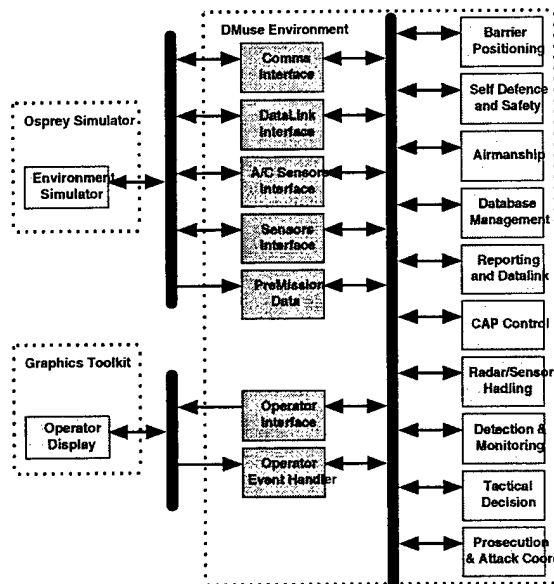 DMuse Environment
Comms
Interface
DataLink
Interface
A/C Sensors
Interface
Sensors
Interface
PreMission
Data
Operator
Interface
Operator
Event Handler
Osprey Simulator
Environment
Simulator
Graphics Toolkit
Operator
Display
Barrier
Positioning
Self Defence
and Safety
Airmanship
Database
Management
Reporting
and Datalink
CAP Control
Radar/Sensor
Hadling
Detection &
Monitoring
Tactical
Decision
Prosecution
& Attack Coord